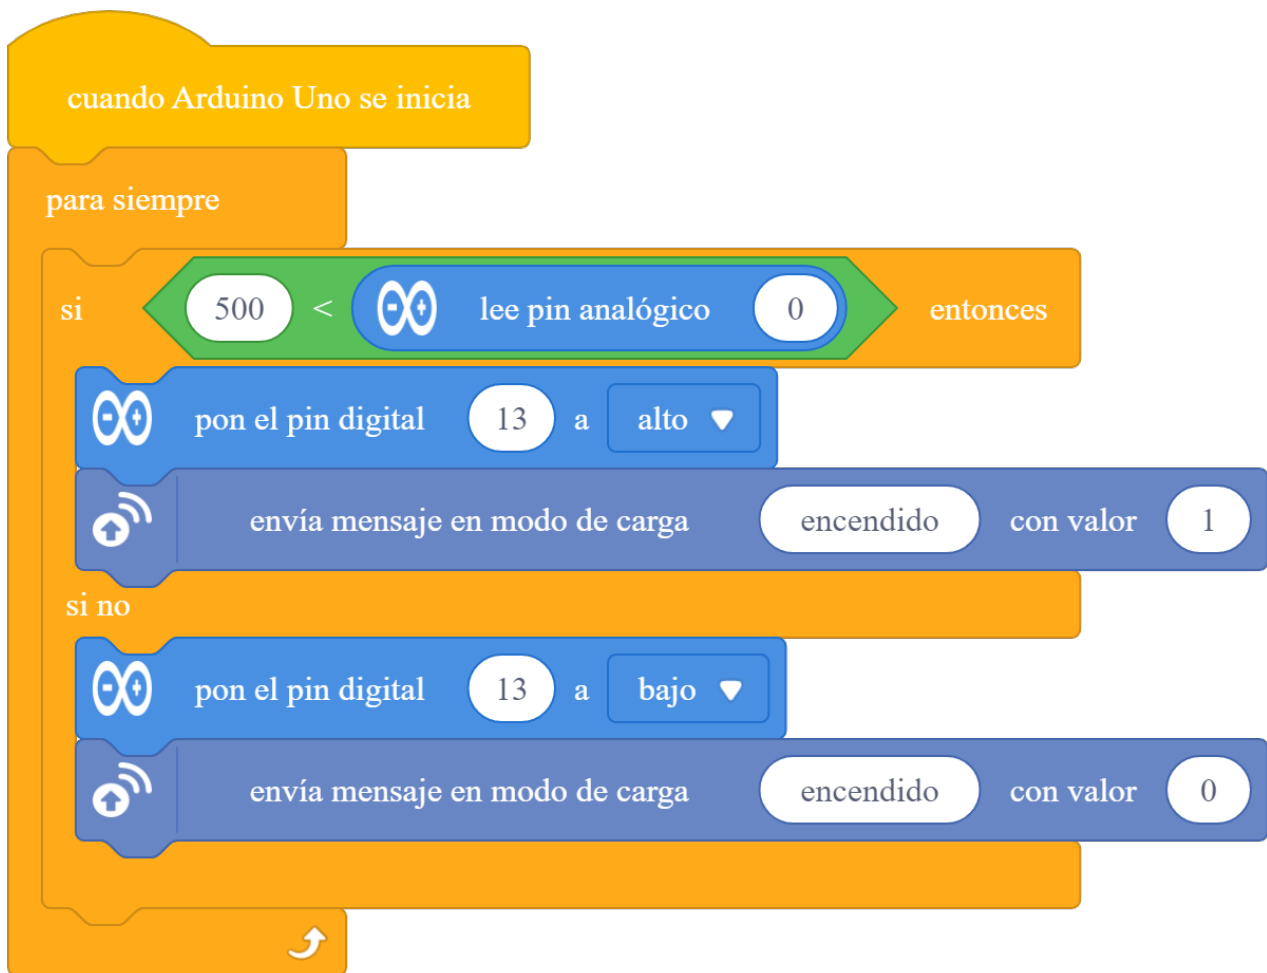 cuando Arduino Uno se inicia
para siempre
si 500 < lee pin analógico 0 entonces
pon el pin digital 13 a alto
envía mensaje en modo de carga encendido con valor 1
si no
pon el pin digital 13 a bajo
envía mensaje en modo de carga encendido con valor 0